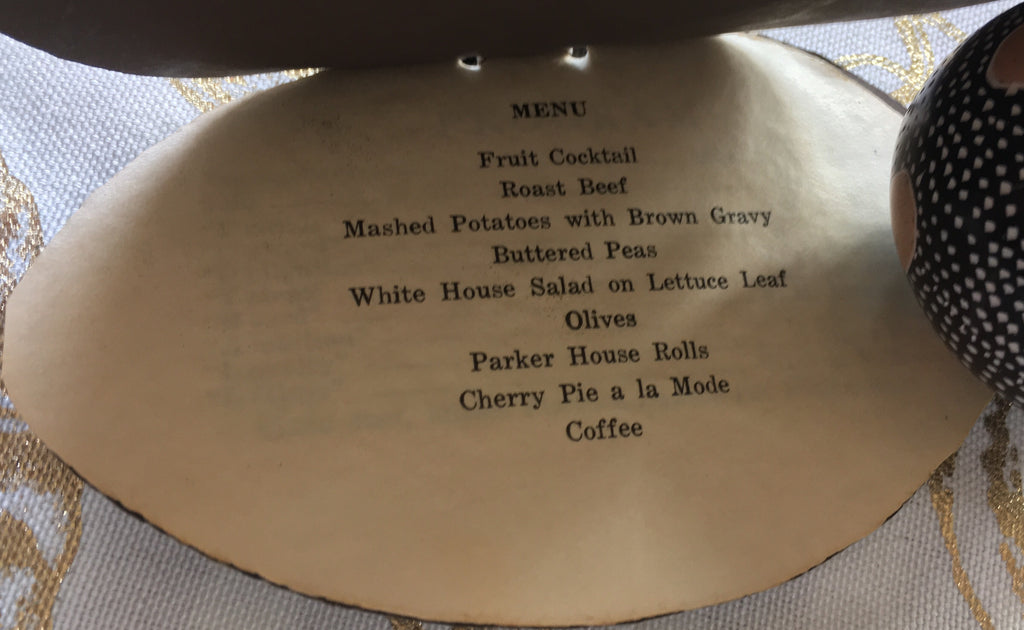 MENU
Fruit Cocktail
Roast Beef
Mashed Potatoes with Brown Gravy
Buttered Peas
White House Salad on Lettuce Leaf
Olives
Parker House Rolls
Cherry Pie a la Mode
Coffee